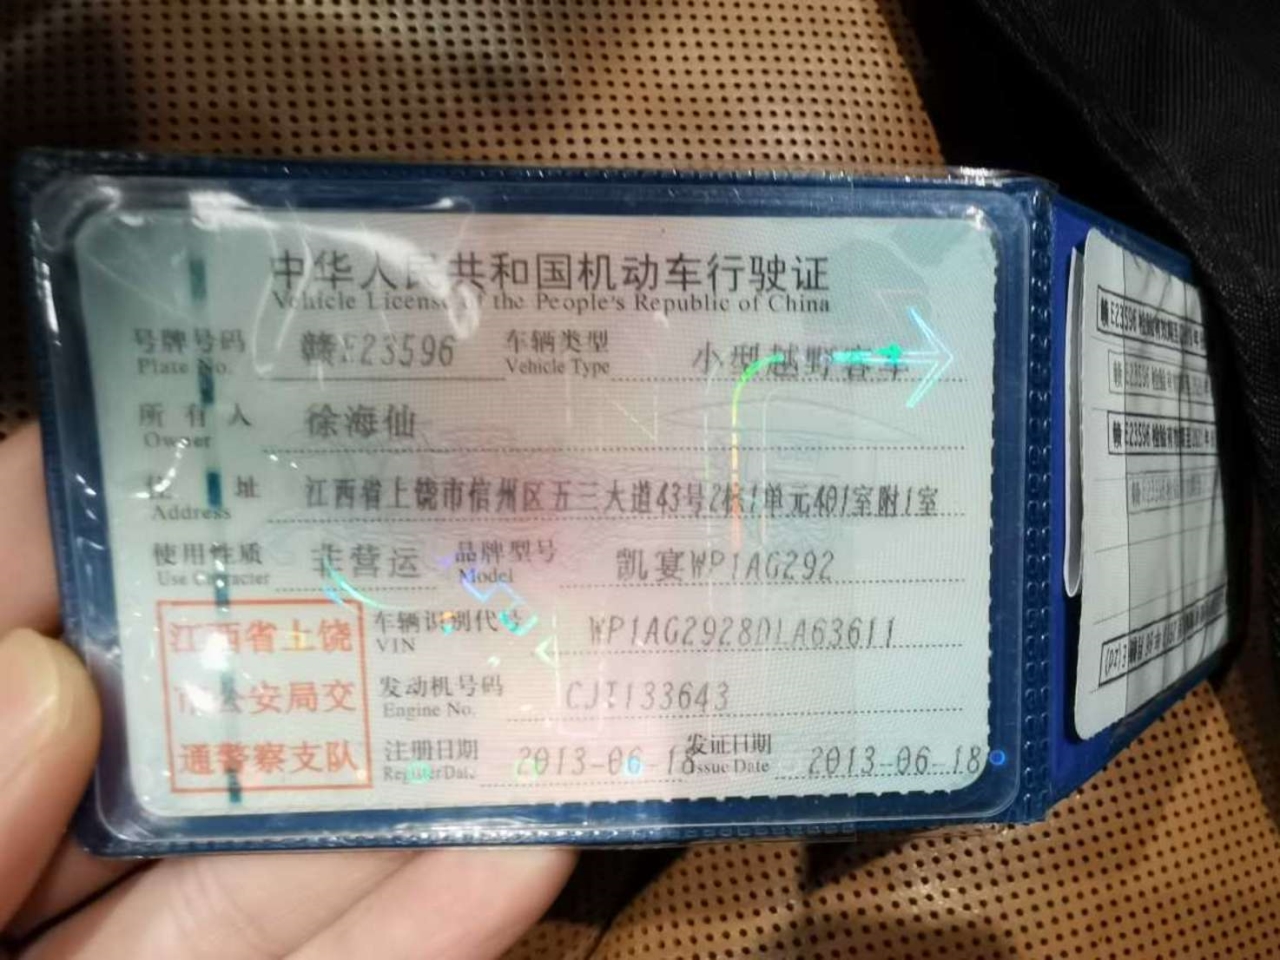 中华人民共和国机动车行驶证
Vehicle License of the People's Republic of China
号牌号码 赣E23596 车辆类型 小型越野客车
Plate No. Vehicle Type
所有人 徐海仙
Owner
住址 江西省上饶市信州区五三大道43号2栋1单元401室附1室
Address
使用性质 非营运 品牌型号 凯宴WP1AG292
Use Character Model
江西省上饶
市公安局交
通警察支队
车辆识别代号 WP1AG2928DLA63611
VIN
发动机号码 CJT133643
Engine No.
注册日期 2013-06-18 发证日期 2013-06-18
Register Date Issue Date